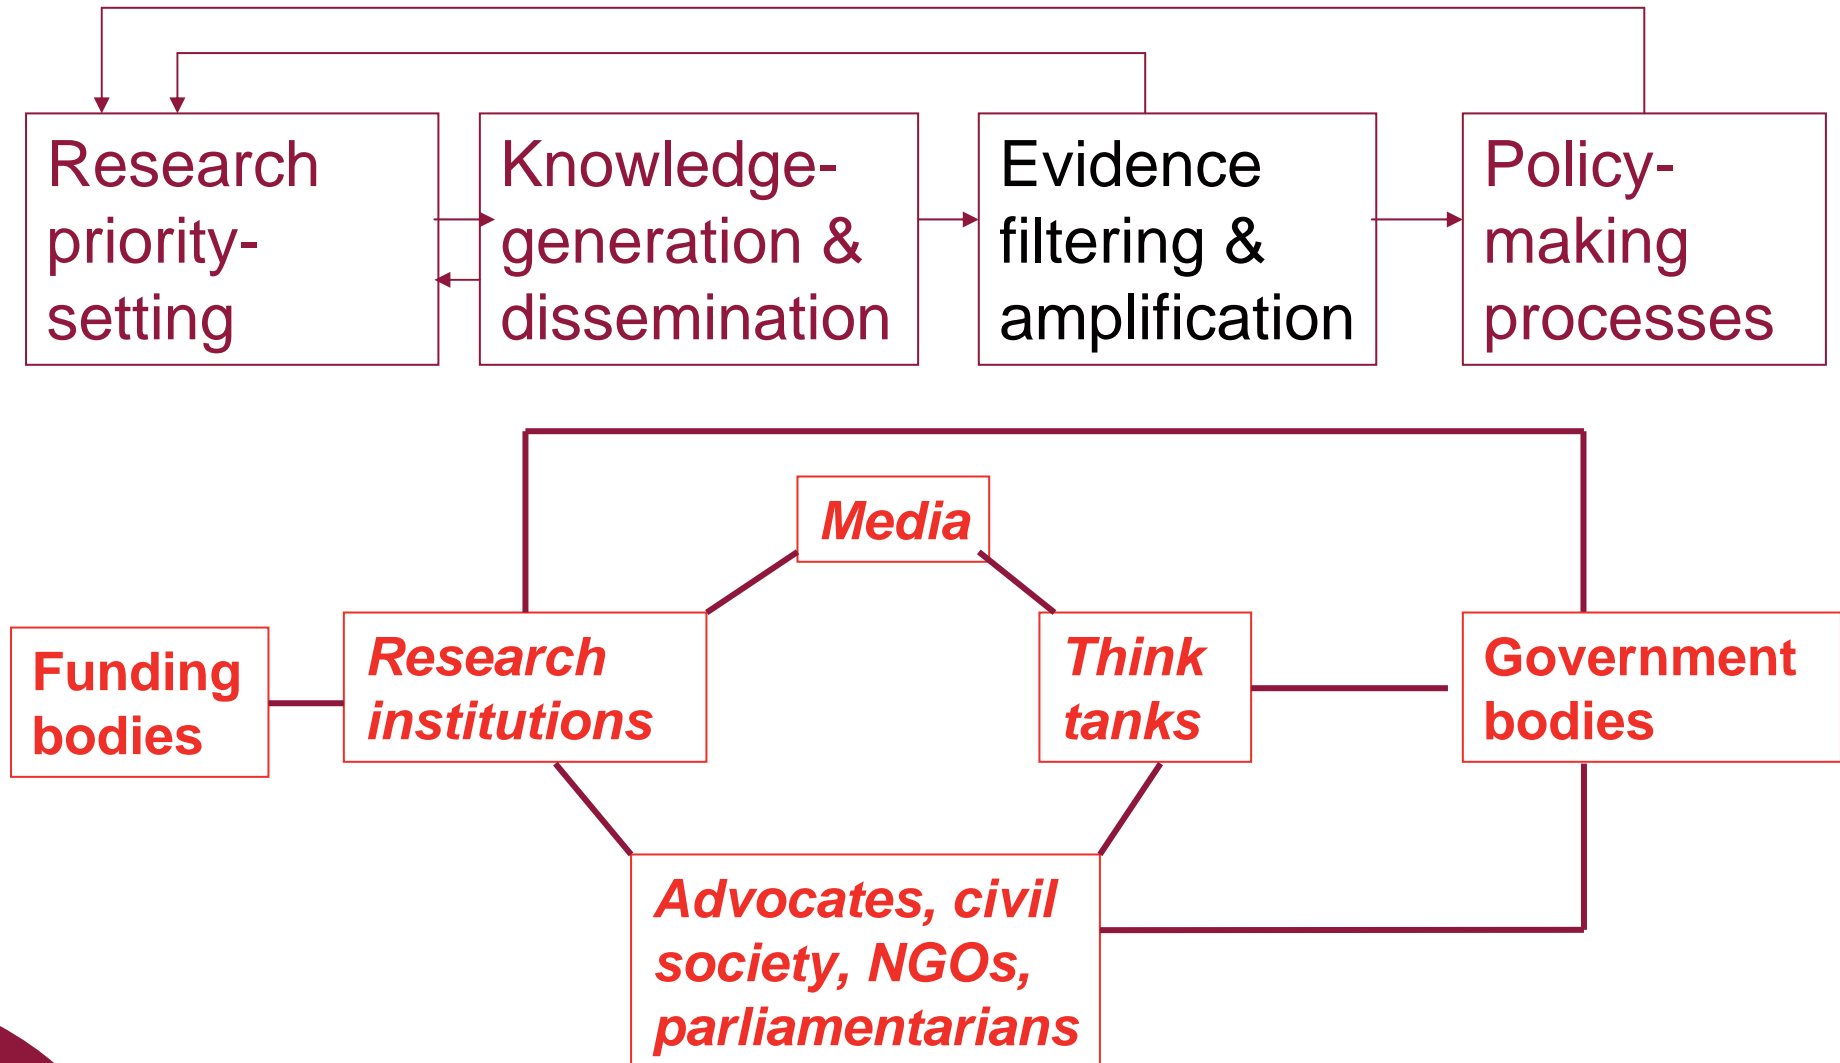 Research
priority-
setting
Knowledge-
generation &
dissemination
Evidence
filtering &
amplification
Policy-
making
processes
Media
Funding
bodies
Research
institutions
Think
tanks
Government
bodies
Advocates, civil
society, NGOs,
parliamentarians